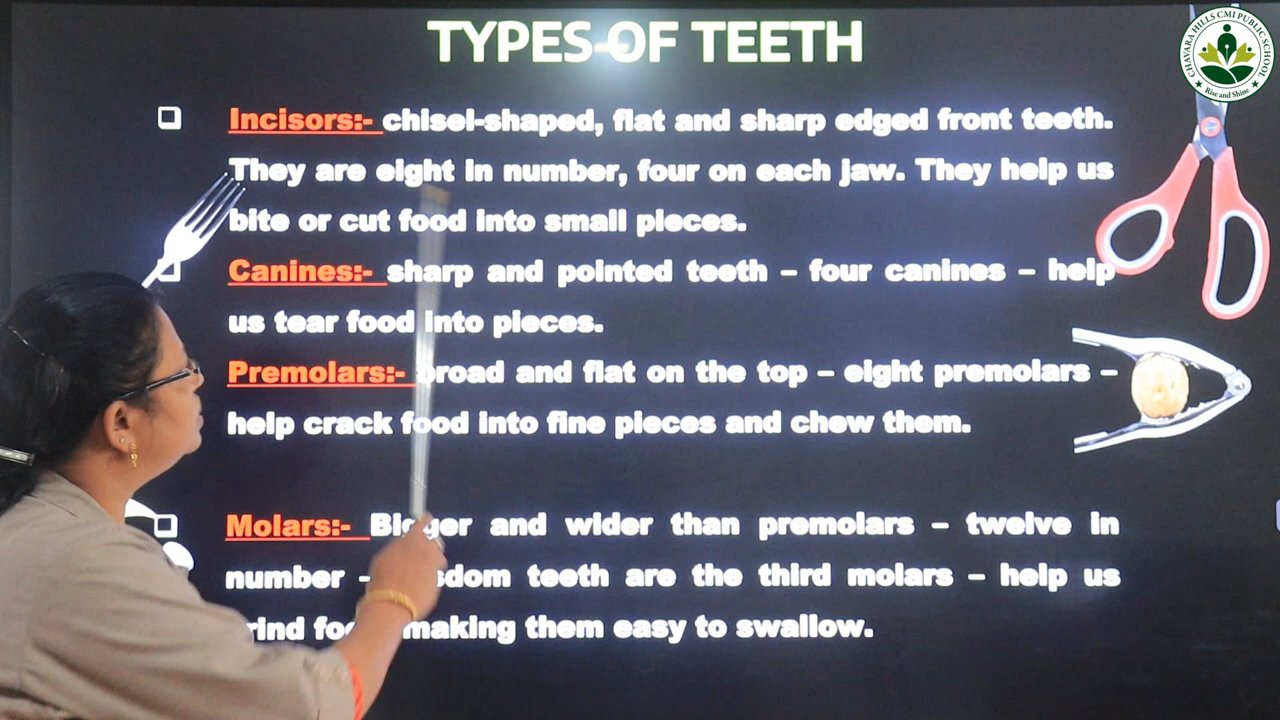 TYPES OF TEETH
CHAVARA HILLS CMI PUBLIC SCHOOL
Rise and Shine
Incisors:- chisel-shaped, flat and sharp edged front teeth.
They are eight in number, four on each jaw. They help us
bite or cut food into small pieces.
Canines:- sharp and pointed teeth – four canines – help
us tear food into pieces.
Premolars:- broad and flat on the top – eight premolars –
help crack food into fine pieces and chew them.
Molars:- Bigger and wider than premolars – twelve in
number – teeth are the third molars – help us
making them easy to swallow.